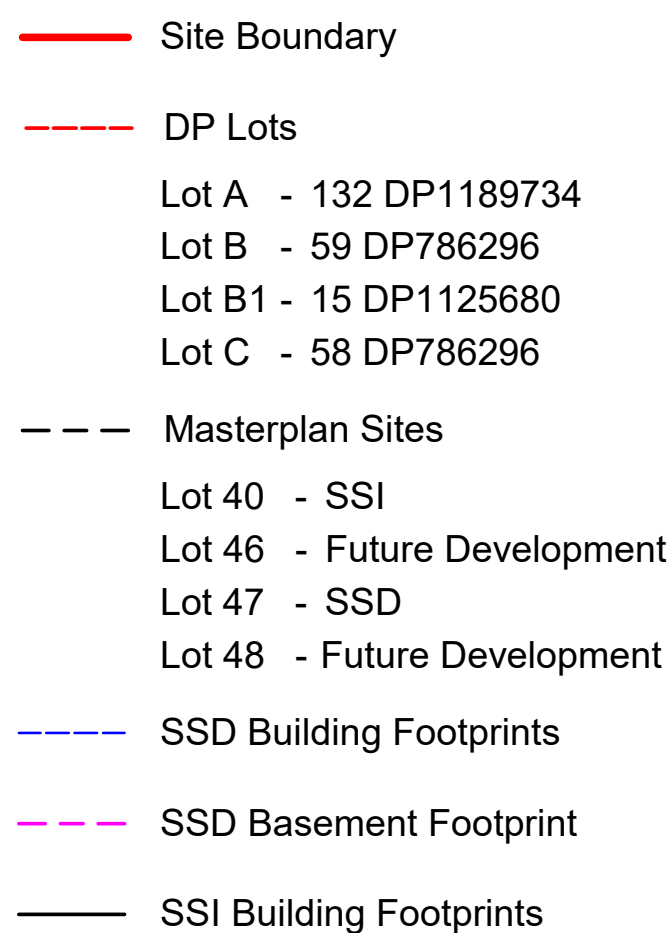 Site Boundary
DP Lots
Lot A - 132 DP1189734
Lot B - 59 DP786296
Lot B1 - 15 DP1125680
Lot C - 58 DP786296
Masterplan Sites
Lot 40 - SSI
Lot 46 - Future Development
Lot 47 - SSD
Lot 48 - Future Development
SSD Building Footprints
SSD Basement Footprint
SSI Building Footprints